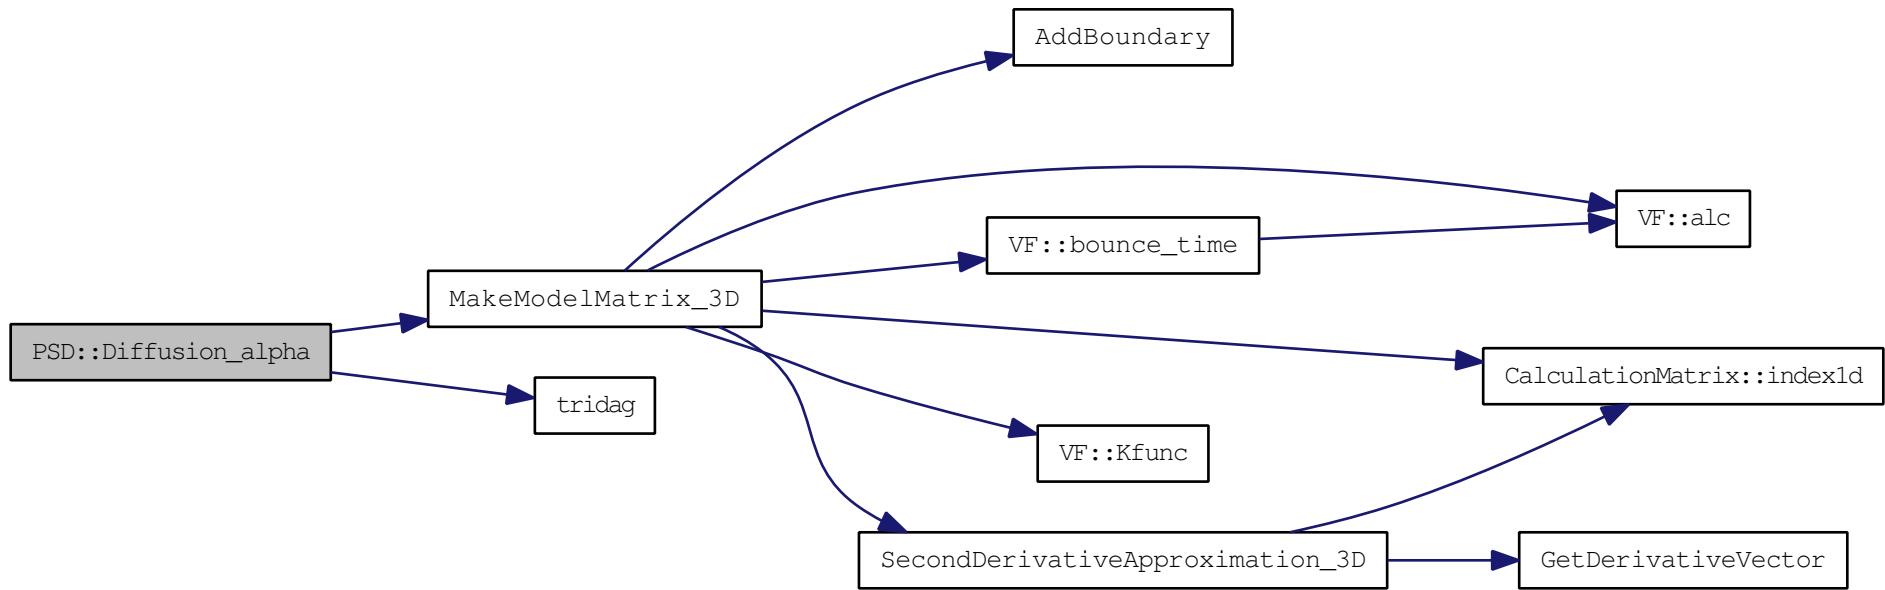 AddBoundary
VF::alc
VF::bounce_time
MakeModelMatrix_3D
PSD::Diffusion_alpha
CalculationMatrix::index1d
tridag
VF::Kfunc
SecondDerivativeApproximation_3D
GetDerivativeVector